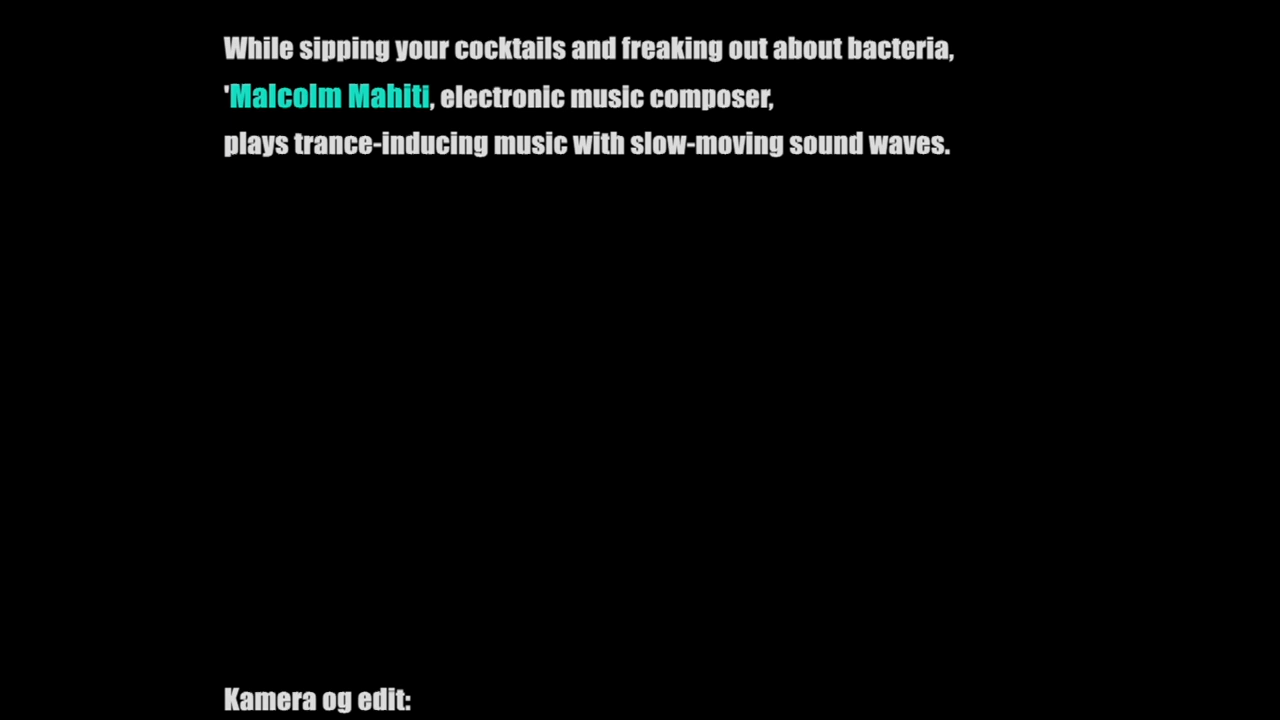 While sipping your cocktails and freaking out about bacteria,
'Malcolm Mahiti, electronic music composer,
plays trance-inducing music with slow-moving sound waves.
Kamera og edit: